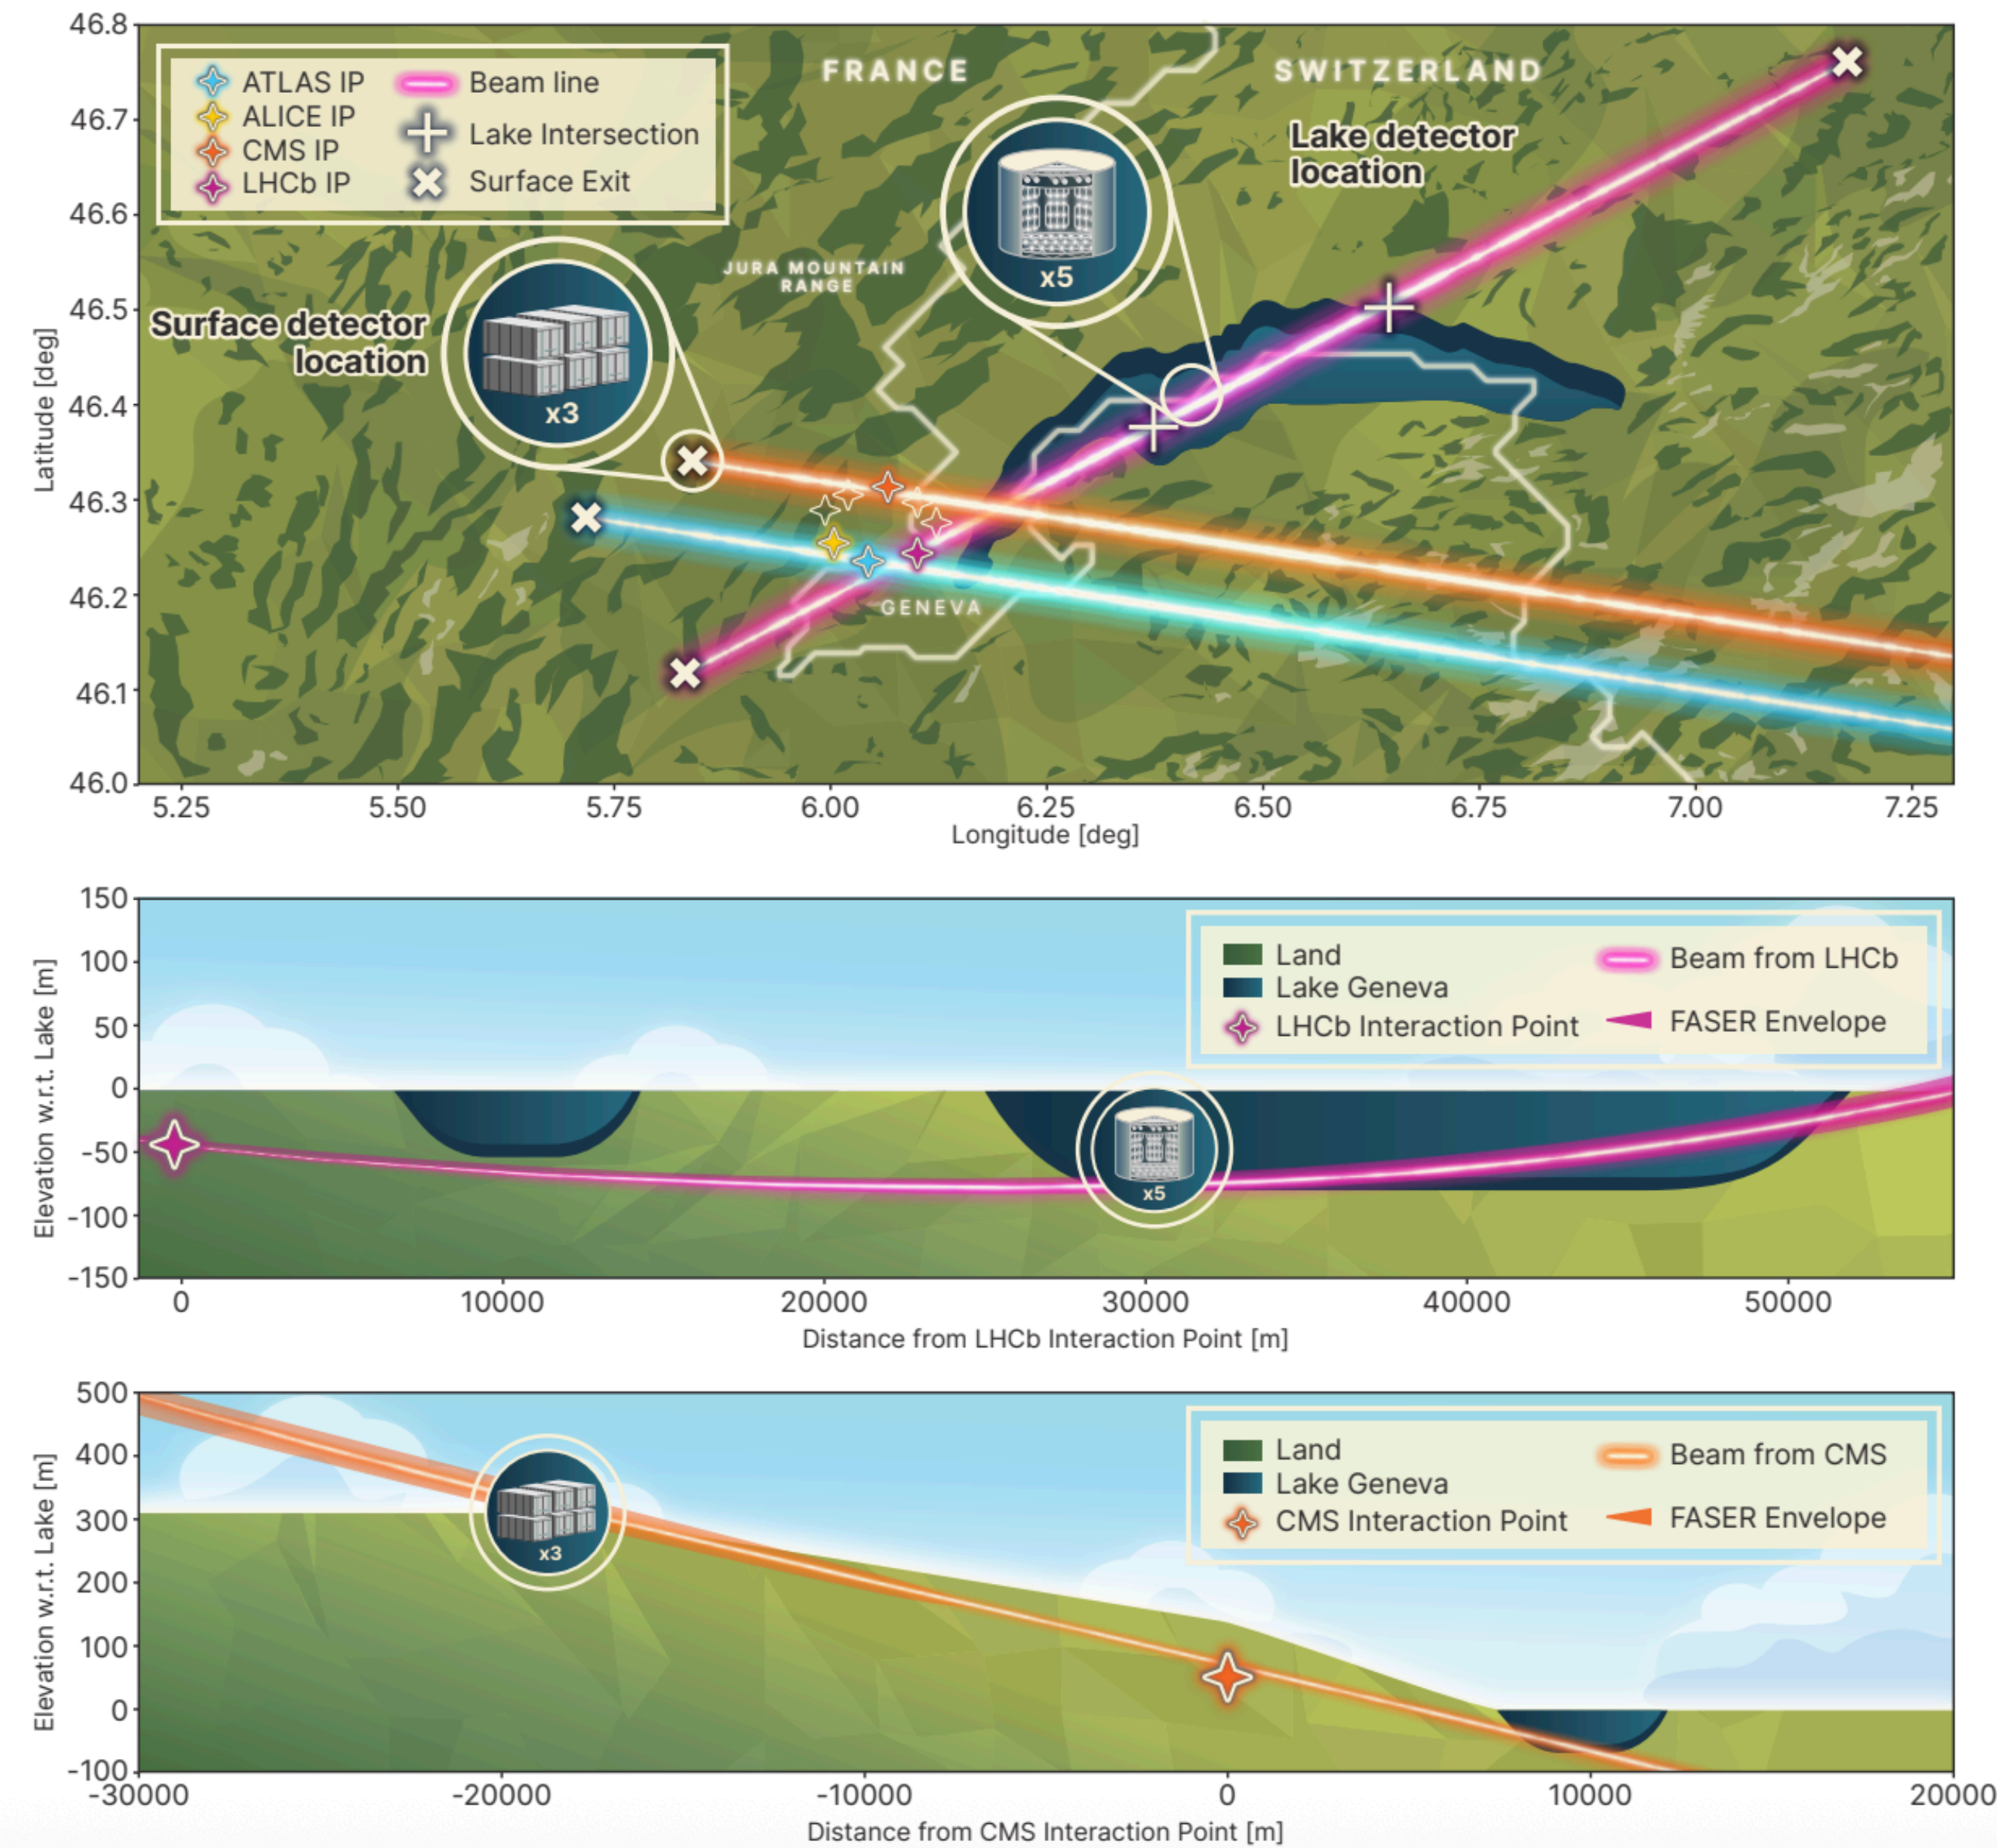 46.8
46.7
46.6
46.5
46.4
46.3
46.2
46.1
46.0
Latitude [deg]
ATLAS IP
ALICE IP
CMS IP
LHCb IP
Beam line
Lake Intersection
Surface Exit
FRANCE
SWITZERLAND
Lake detector
location
x5
JURA MOUNTAIN
RANGE
Surface detector
location
x3
GENEVA
5.25
5.50
5.75
6.00
6.25
6.50
6.75
7.00
7.25
Longitude [deg]
150
100
50
0
-50
-100
-150
Elevation w.r.t. Lake [m]
Land
Lake Geneva
LHCb Interaction Point
Beam from LHCb
FASER Envelope
x5
0
10000
20000
30000
40000
50000
Distance from LHCb Interaction Point [m]
500
400
300
200
100
0
-100
Elevation w.r.t. Lake [m]
Land
Lake Geneva
CMS Interaction Point
Beam from CMS
FASER Envelope
x3
-30000
-20000
-10000
0
10000
20000
Distance from CMS Interaction Point [m]